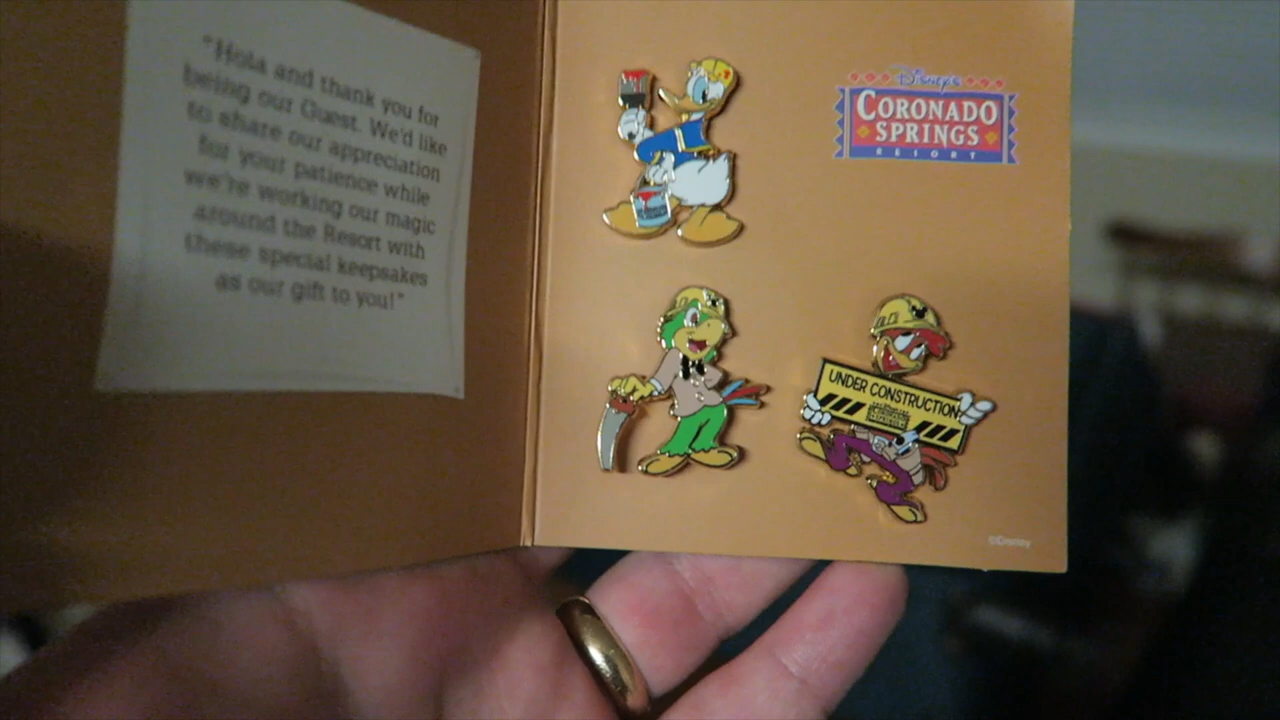 "Hola and thank you for
being our Guest. We'd like
to share our appreciation
for your patience while
we're working our magic
around the Resort with
these special keepsakes
as our gift to you!"
Disney's
CORONADO
SPRINGS
RESORT
UNDER CONSTRUCTION
©Disney